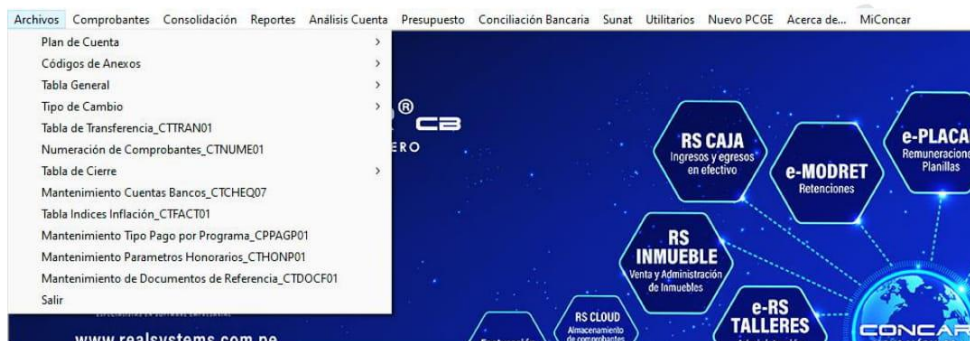 Archivos Comprobantes Consolidación Reportes Análisis Cuenta Presupuesto Conciliación Bancaria Sunat Utilitarios Nuevo PCGE Acerca de... MiConcar
Plan de Cuenta
Códigos de Anexos
Tabla General
Tipo de Cambio
Tabla de Transferencia_CTTRAN01
Numeración de Comprobantes_CTNUME01
Tabla de Cierre
Mantenimiento Cuentas Bancos_CTCHEQ07
Tabla Indices Inflación_CTFACT01
Mantenimiento Tipo Pago por Programa_CPPAGP01
Mantenimiento Parametros Honorarios_CTHONP01
Mantenimiento de Documentos de Referencia_CTDOCF01
Salir
® CB
ERO
RS CAJA
Ingresos y egresos
en efectivo
e-MODRET
Retenciones
e-PLACA
Remuneracion
Planillas
RS
INMUEBLE
Venta y Administración
de Inmuebles
RS CLOUD
Almacenamiento
de comprobantes
e-RS
TALLERES
CONCAR
www.realsystems.com.pe